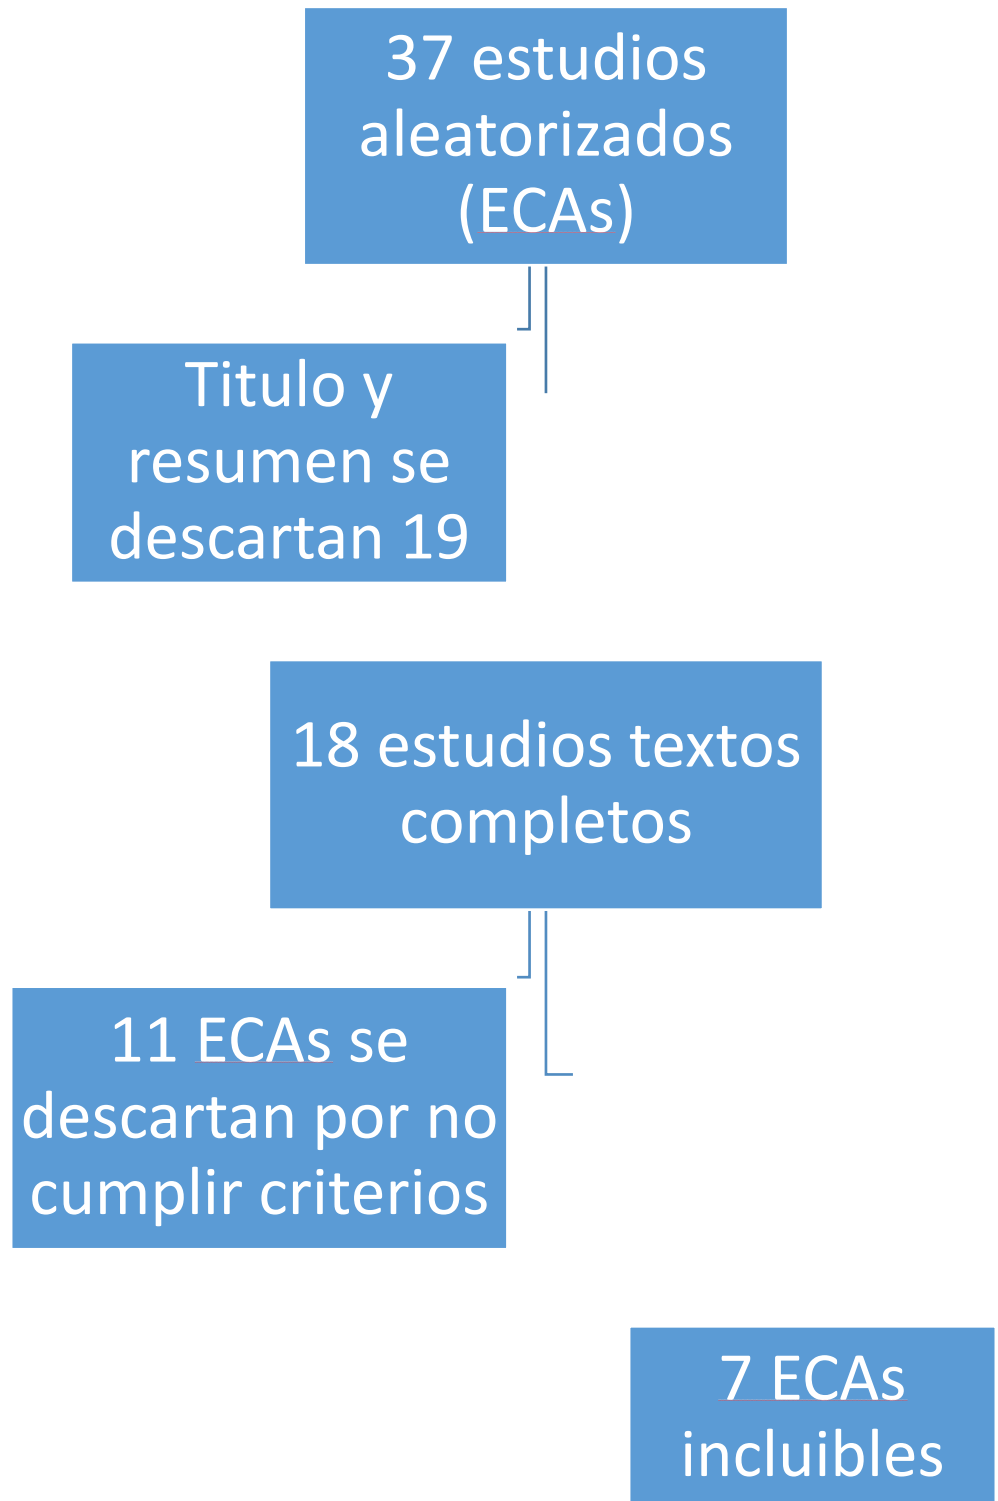 37 estudios
aleatorizados
(ECAs)
Titulo y
resumen se
descartan 19
18 estudios textos
completos
11 ECAs se
descartan por no
cumplir criterios
7 ECAs
incluibles